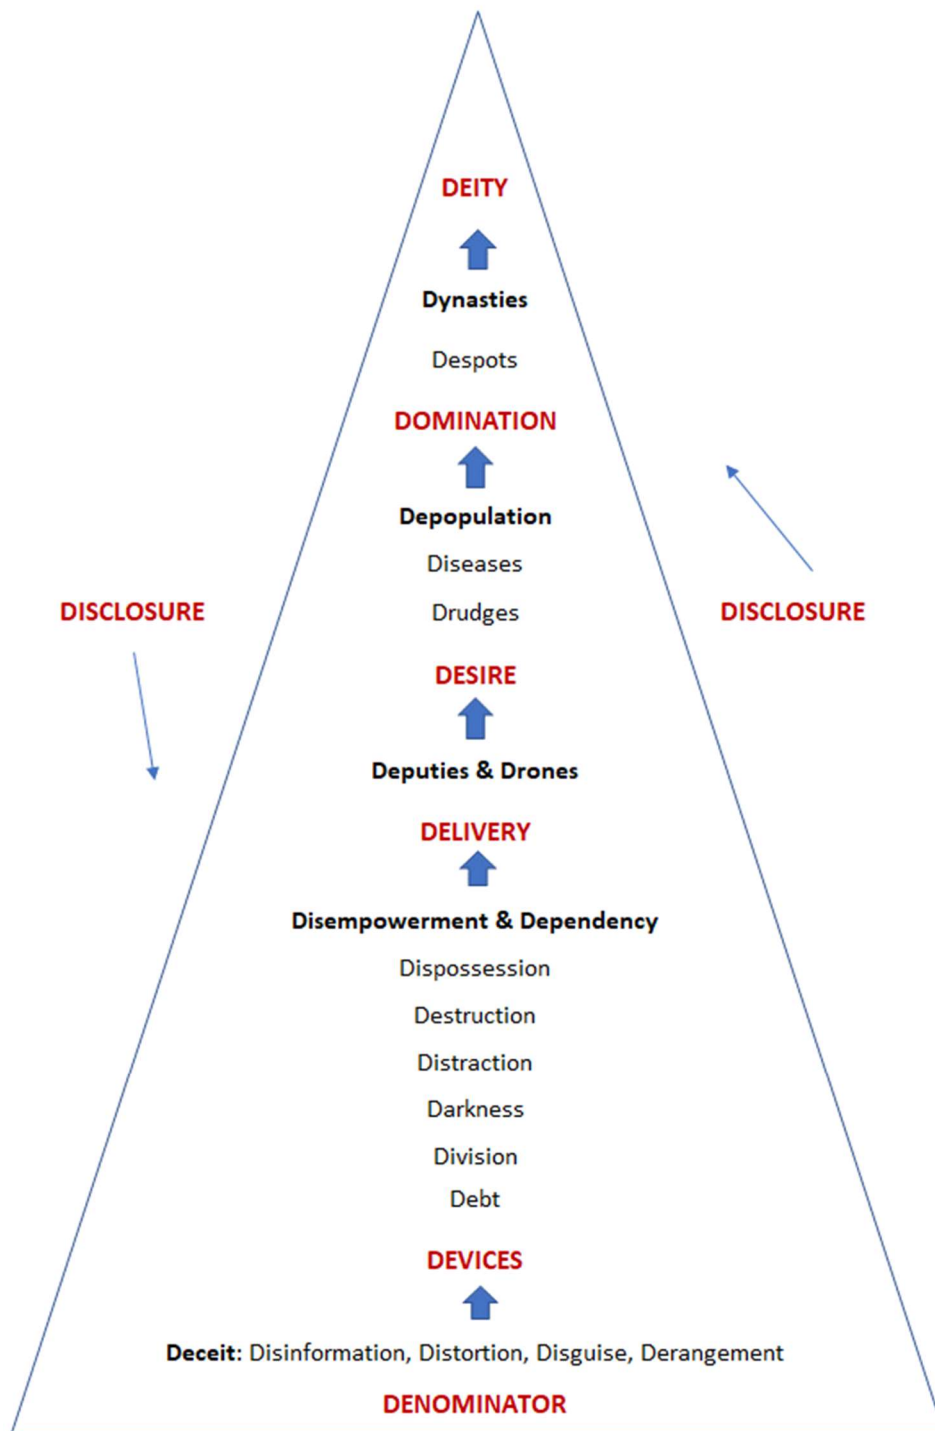 DEITY
Dynasties
Despots
DOMINATION
Depopulation
Diseases
Drudges
DISCLOSURE
DISCLOSURE
DESIRE
Deputies & Drones
DELIVERY
Disempowerment & Dependency
Dispossession
Destruction
Distraction
Darkness
Division
Debt
DEVICES
Deceit: Disinformation, Distortion, Disguise, Derangement
DENOMINATOR